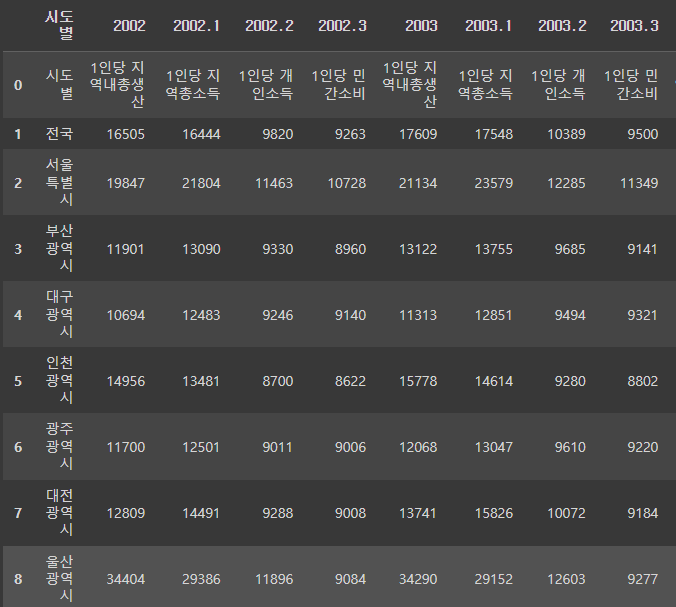 시도별 2002 2002.1 2002.2 2002.3 2003 2003.1 2003.2 2003.3
0 시도별 1인당 지역내총생산 1인당 지역총소득 1인당 개인소득 1인당 민간소비 1인당 지역내총생산 1인당 지역총소득 1인당 개인소득 1인당 민간소비
1 전국 16505 16444 9820 9263 17609 17548 10389 9500
2 서울특별시 19847 21804 11463 10728 21134 23579 12285 11349
3 부산광역시 11901 13090 9330 8960 13122 13755 9685 9141
4 대구광역시 10694 12483 9246 9140 11313 12851 9494 9321
5 인천광역시 14956 13481 8700 8622 15778 14614 9280 8802
6 광주광역시 11700 12501 9011 9006 12068 13047 9610 9220
7 대전광역시 12809 14491 9288 9008 13741 15826 10072 9184
8 울산광역시 34404 29386 11896 9084 34290 29152 12603 9277